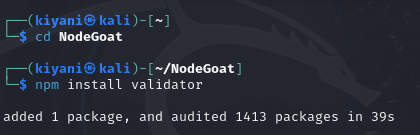 ┌──(kiyani㉿kali)-[~]
└─$ cd NodeGoat
┌──(kiyani㉿kali)-[~/NodeGoat]
└─$ npm install validator
added 1 package, and audited 1413 packages in 39s